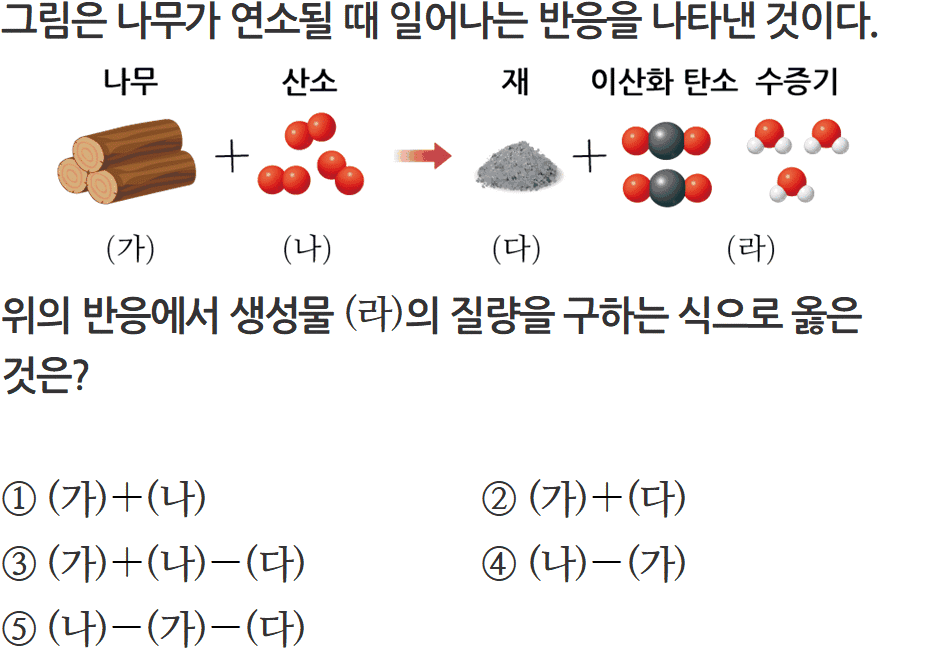 그림은 나무가 연소될 때 일어나는 반응을 나타낸 것이다.
나무 산소 재 이산화 탄소 수증기
+ +
(가) (나) (다) (라)
위의 반응에서 생성물 (라)의 질량을 구하는 식으로 옳은
것은?
① (가)+(나) ② (가)+(다)
③ (가)+(나)-(다) ④ (나)-(가)
⑤ (나)-(가)-(다)